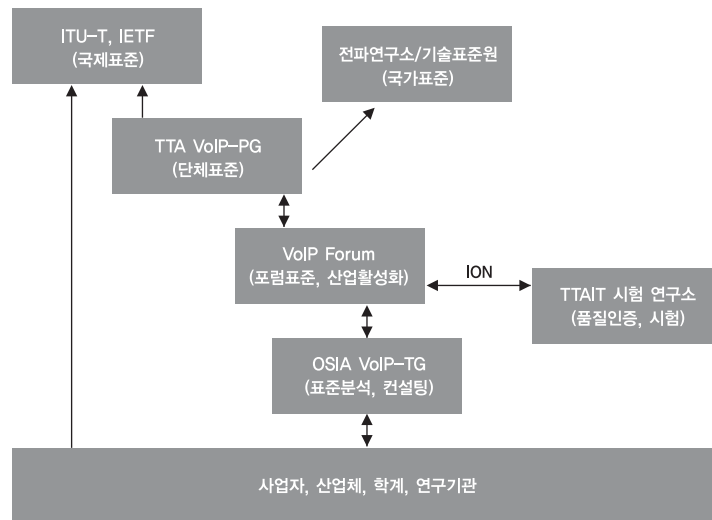 ITU-T, IETF
(국제표준)
전파연구소/기술표준원
(국가표준)
TTA VoIP-PG
(단체표준)
VoIP Forum
(포럼표준, 산업활성화)
ION
TTAIT 시험 연구소
(품질인증, 시험)
OSIA VoIP-TG
(표준분석, 컨설팅)
사업자, 산업체, 학계, 연구기관